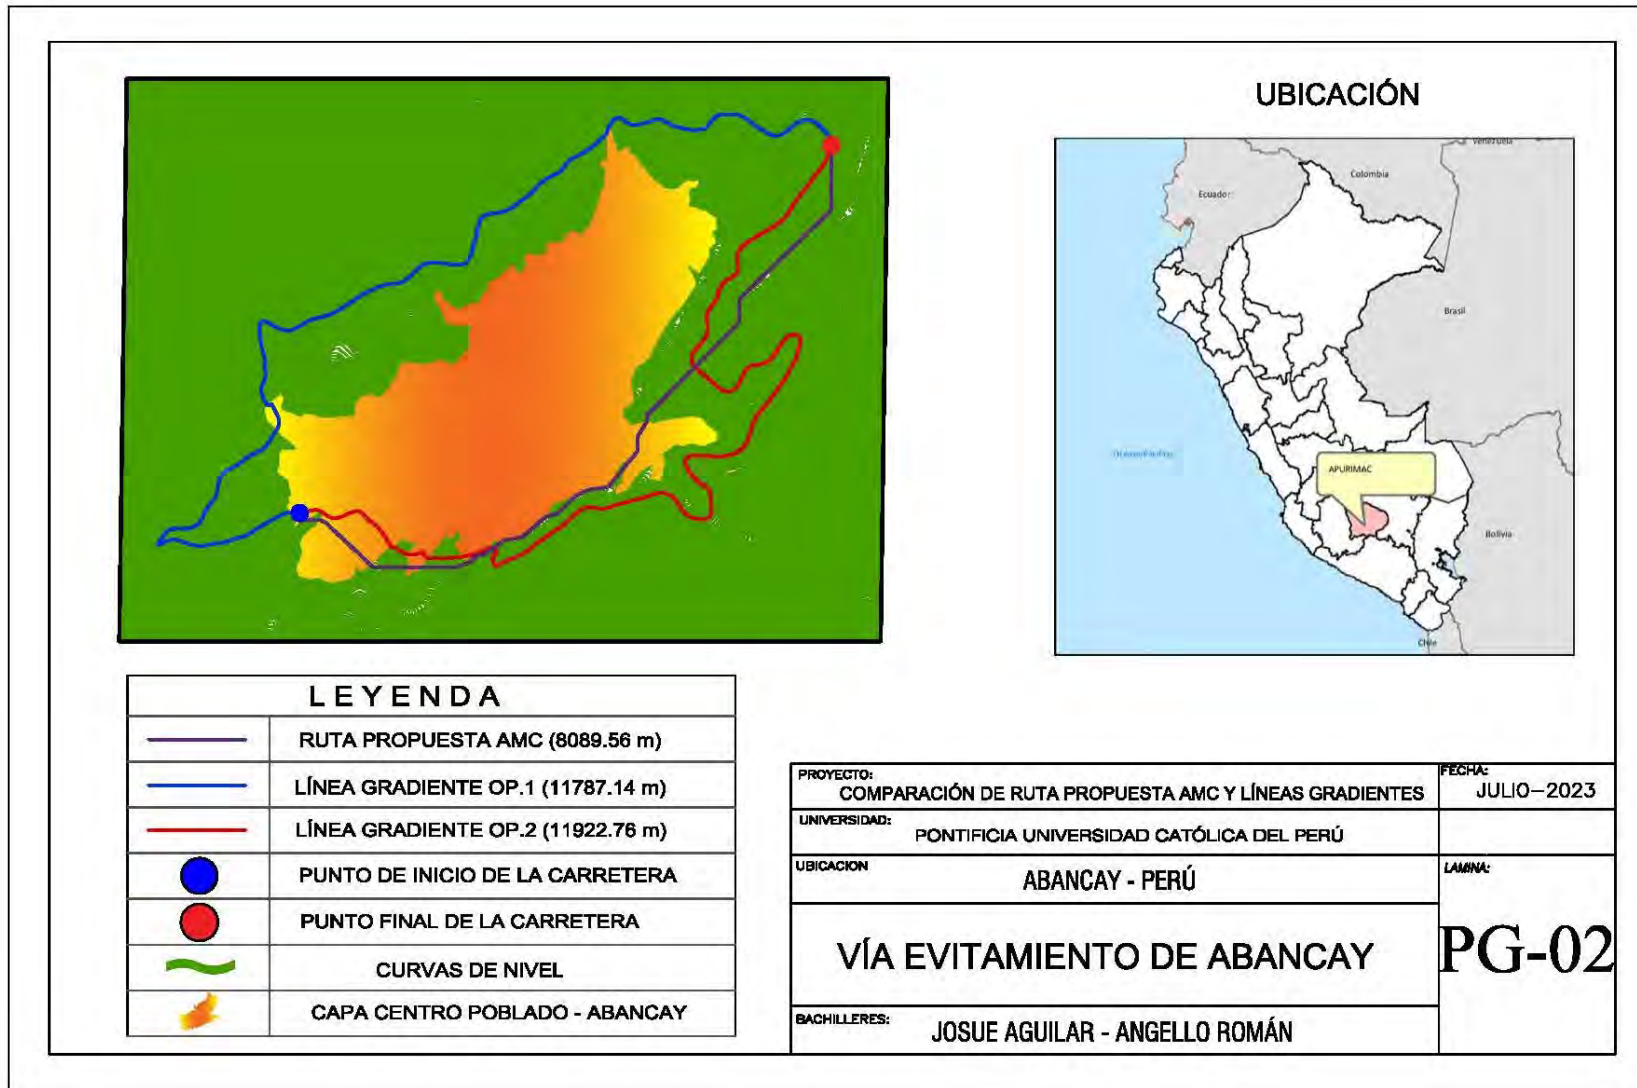 UBICACIÓN
Venezuela
Colombia
Ecuador
Brasil
APURIMAC
Bolivia
Chile
LEYENDA
RUTA PROPUESTA AMC (8089.56 m)
LÍNEA GRADIENTE OP.1 (11787.14 m)
LÍNEA GRADIENTE OP.2 (11922.76 m)
PUNTO DE INICIO DE LA CARRETERA
PUNTO FINAL DE LA CARRETERA
CURVAS DE NIVEL
CAPA CENTRO POBLADO - ABANCAY
PROYECTO:
COMPARACIÓN DE RUTA PROPUESTA AMC Y LÍNEAS GRADIENTES
FECHA:
JULIO-2023
UNIVERSIDAD:
PONTIFICIA UNIVERSIDAD CATÓLICA DEL PERÚ
UBICACION
ABANCAY - PERÚ
LAMINA:
PG-02
VÍA EVITAMIENTO DE ABANCAY
BACHILLERES:
JOSUE AGUILAR - ANGELLO ROMÁN